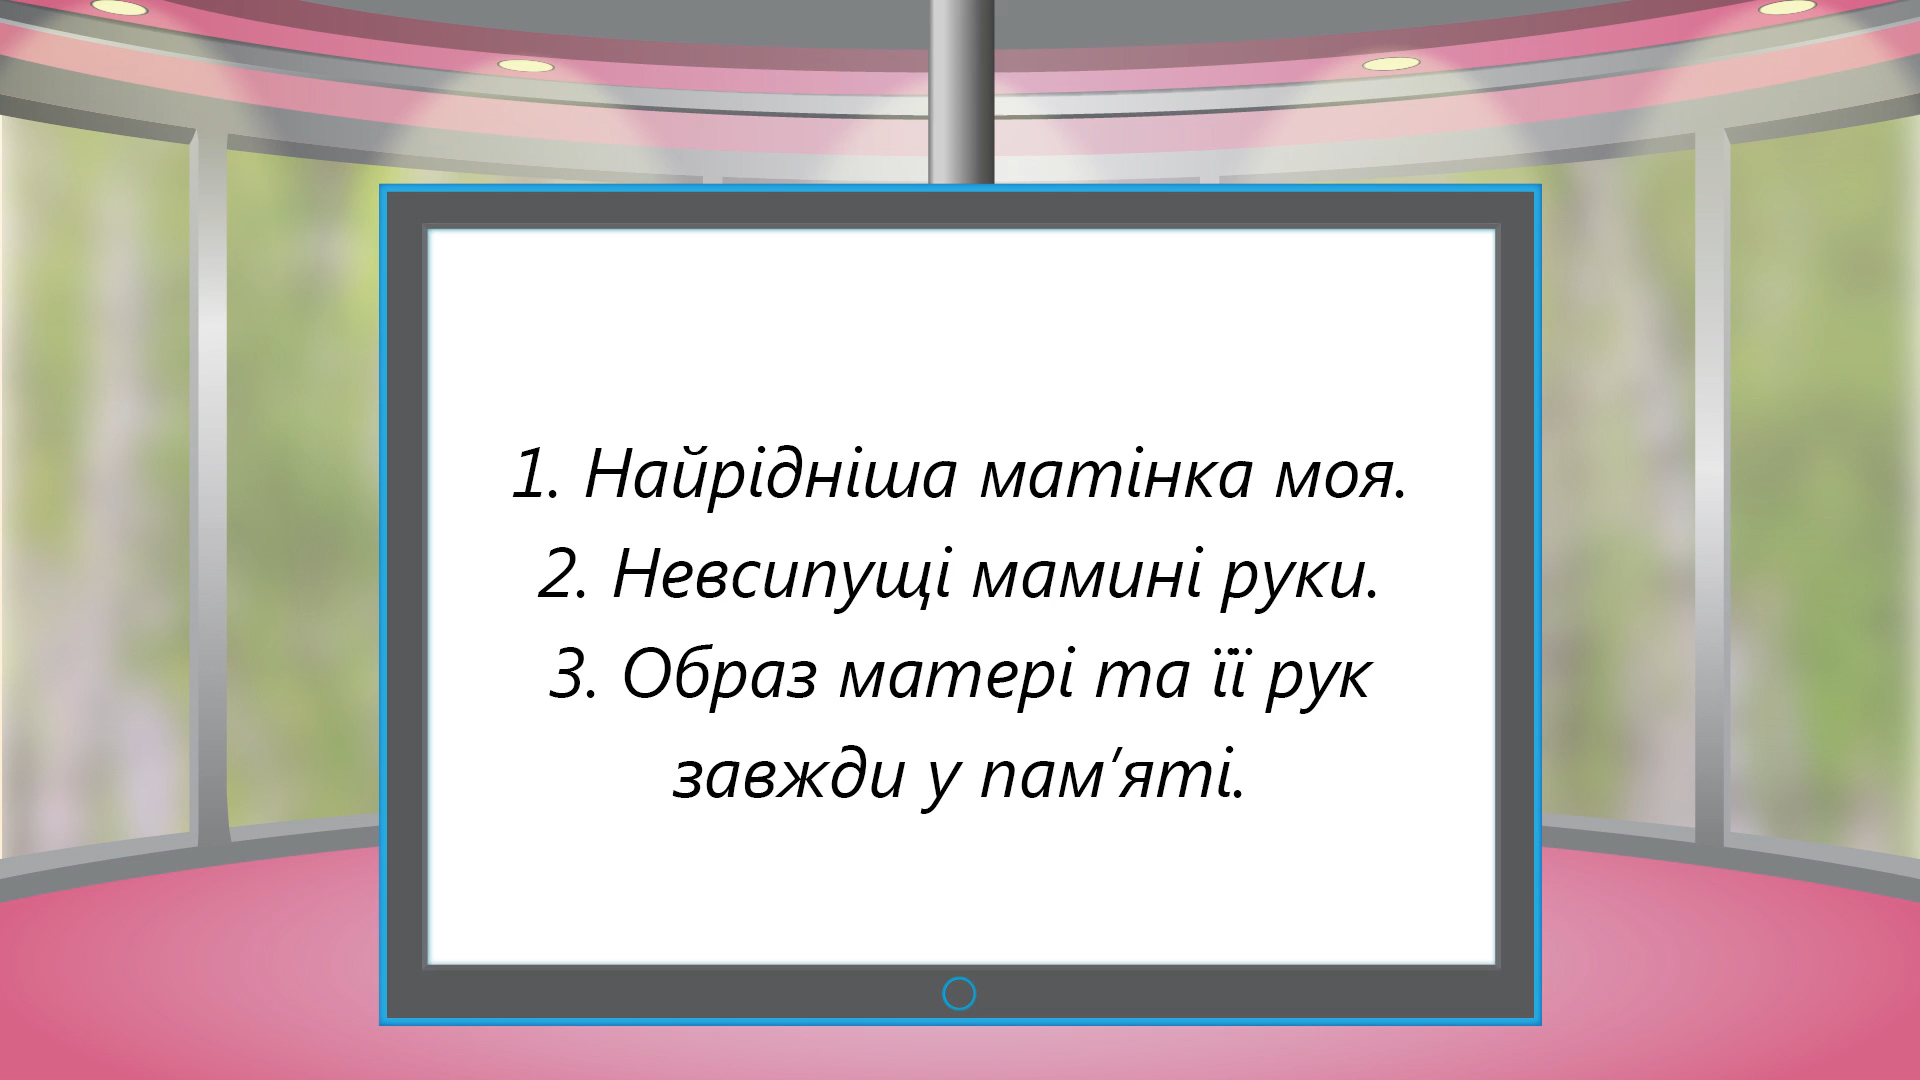 1. Найрідніша матінка моя.
2. Невсипущі мамині руки.
3. Образ матері та її рук
завжди у пам’яті.